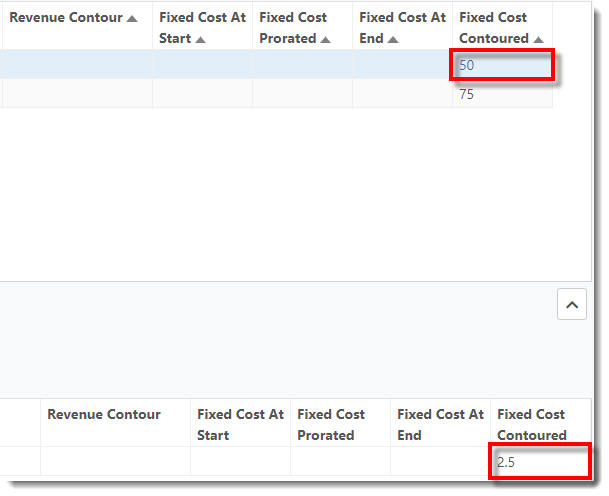 Revenue Contour Fixed Cost At Fixed Cost Fixed Cost At Fixed Cost
Start Prorated End Contoured
50
75
Revenue Contour Fixed Cost At Fixed Cost Fixed Cost At Fixed Cost
Start Prorated End Contoured
2.5